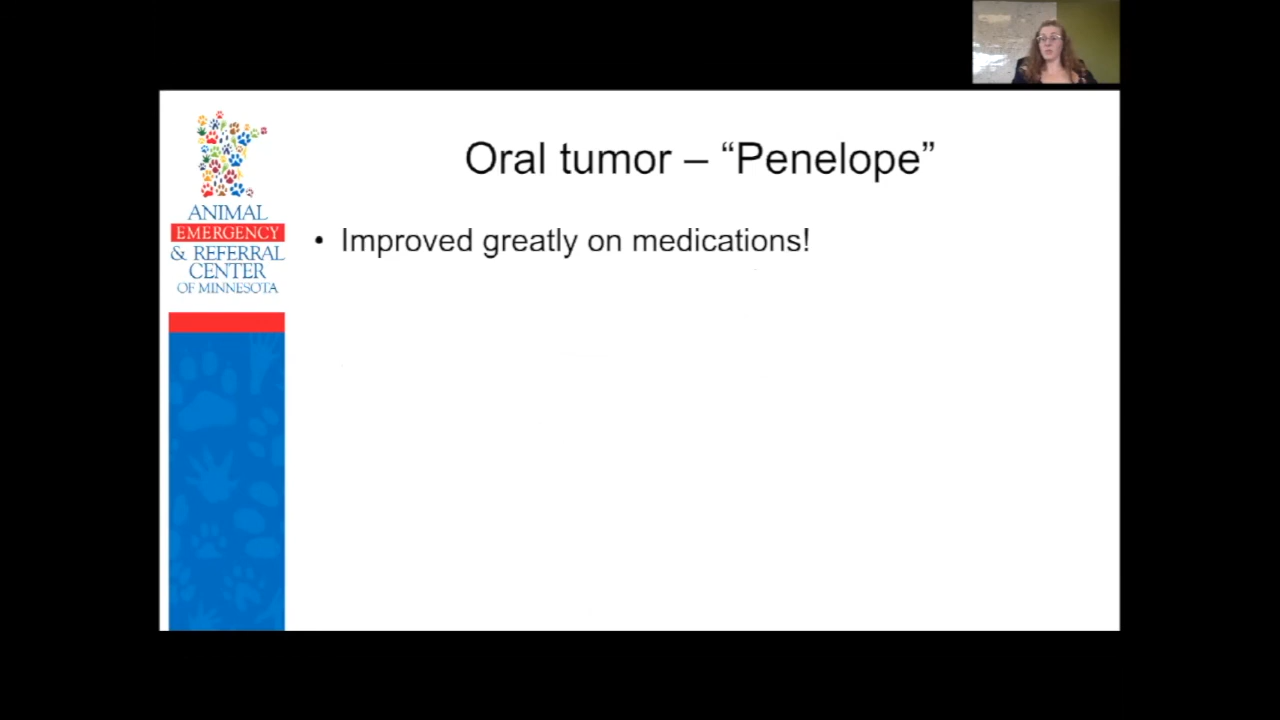 Oral tumor – “Penelope”
ANIMAL
EMERGENCY
& REFERRAL
CENTER
OF MINNESOTA
• Improved greatly on medications!